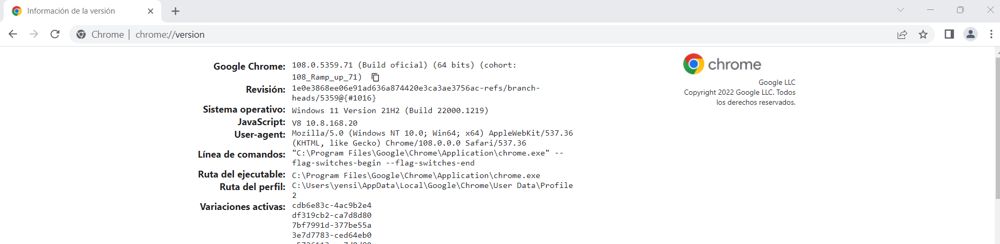 Información de la versión
Chrome | chrome://version
Google Chrome: 108.0.5359.71 (Build oficial) (64 bits) (cohort:
108_Ramp_up_71)
Revisión: 1e0e3868ee06e91ad636a874420e3ca3ae3756ac-refs/branch-
heads/5359@{#1016}
Sistema operativo: Windows 11 Version 21H2 (Build 22000.1219)
JavaScript: V8 10.8.168.20
User-agent: Mozilla/5.0 (Windows NT 10.0; Win64; x64) AppleWebKit/537.36
(KHTML, like Gecko) Chrome/108.0.0.0 Safari/537.36
Línea de comandos: "C:\Program Files\Google\Chrome\Application\chrome.exe" --
flag-switches-begin --flag-switches-end
Ruta del ejecutable: C:\Program Files\Google\Chrome\Application\chrome.exe
Ruta del perfil: C:\Users\yensi\AppData\Local\Google\Chrome\User Data\Profile
2
Variaciones activas: cdb6e83c-4ac9b2e4
df319cb2-ca7d8d80
7bf7991d-377be55a
3e7d7783-ced64eb0
chrome
Google LLC
Copyright 2022 Google LLC. Todos
los derechos reservados.